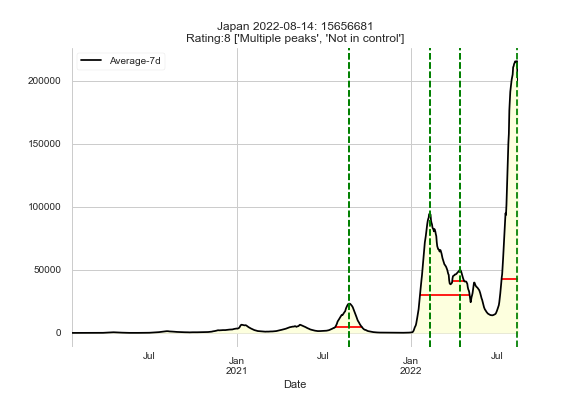 Japan 2022-08-14: 15656681
Rating:8 ['Multiple peaks', 'Not in control']
Average-7d
200000
150000
100000
50000
0
Jul
Jan
2021
Jul
Jan
2022
Jul
Date